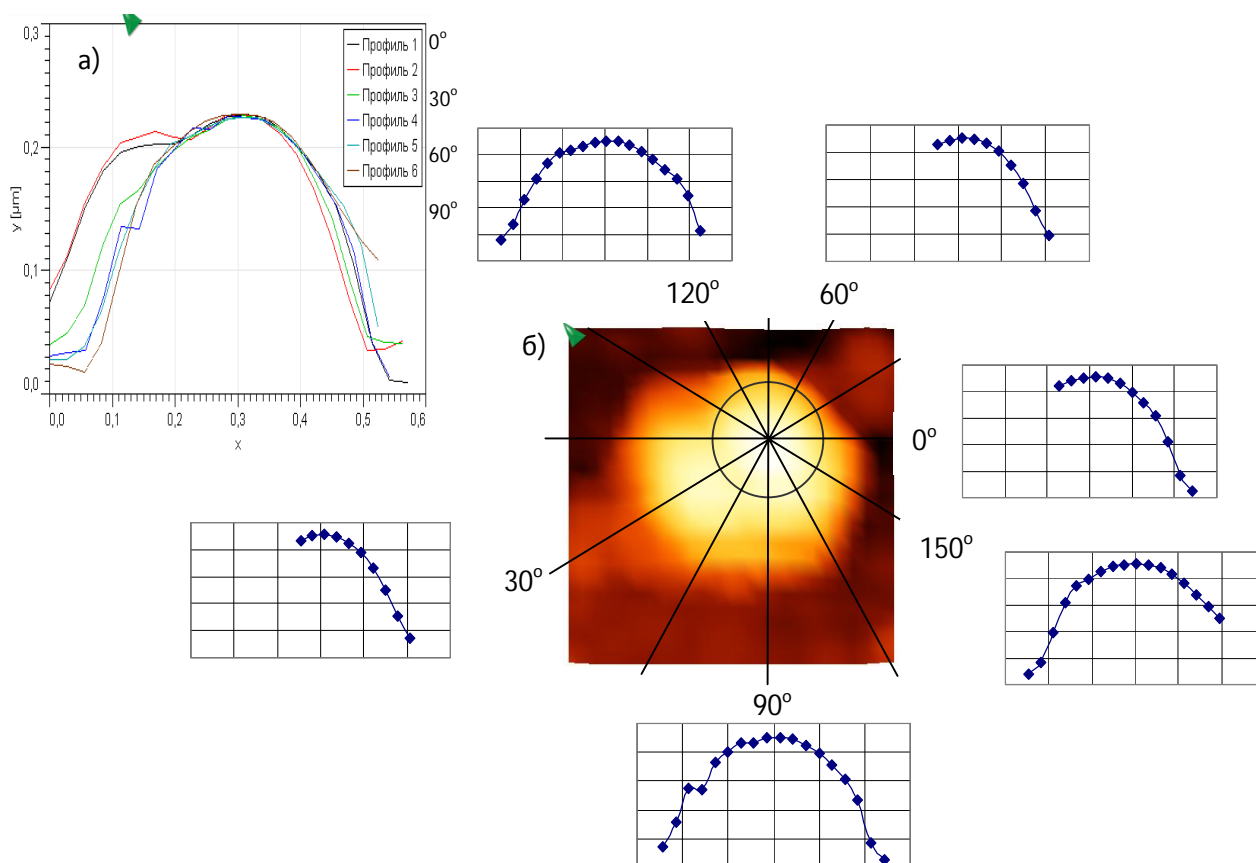 а)
0,3
0,2
0,1
0,0
Y [µm]
0,0 0,1 0,2 0,3 0,4 0,5 0,6
X
Профиль 1
Профиль 2
Профиль 3
Профиль 4
Профиль 5
Профиль 6
0º
30º
60º
90º
б)
120º
60º
0º
150º
30º
90º